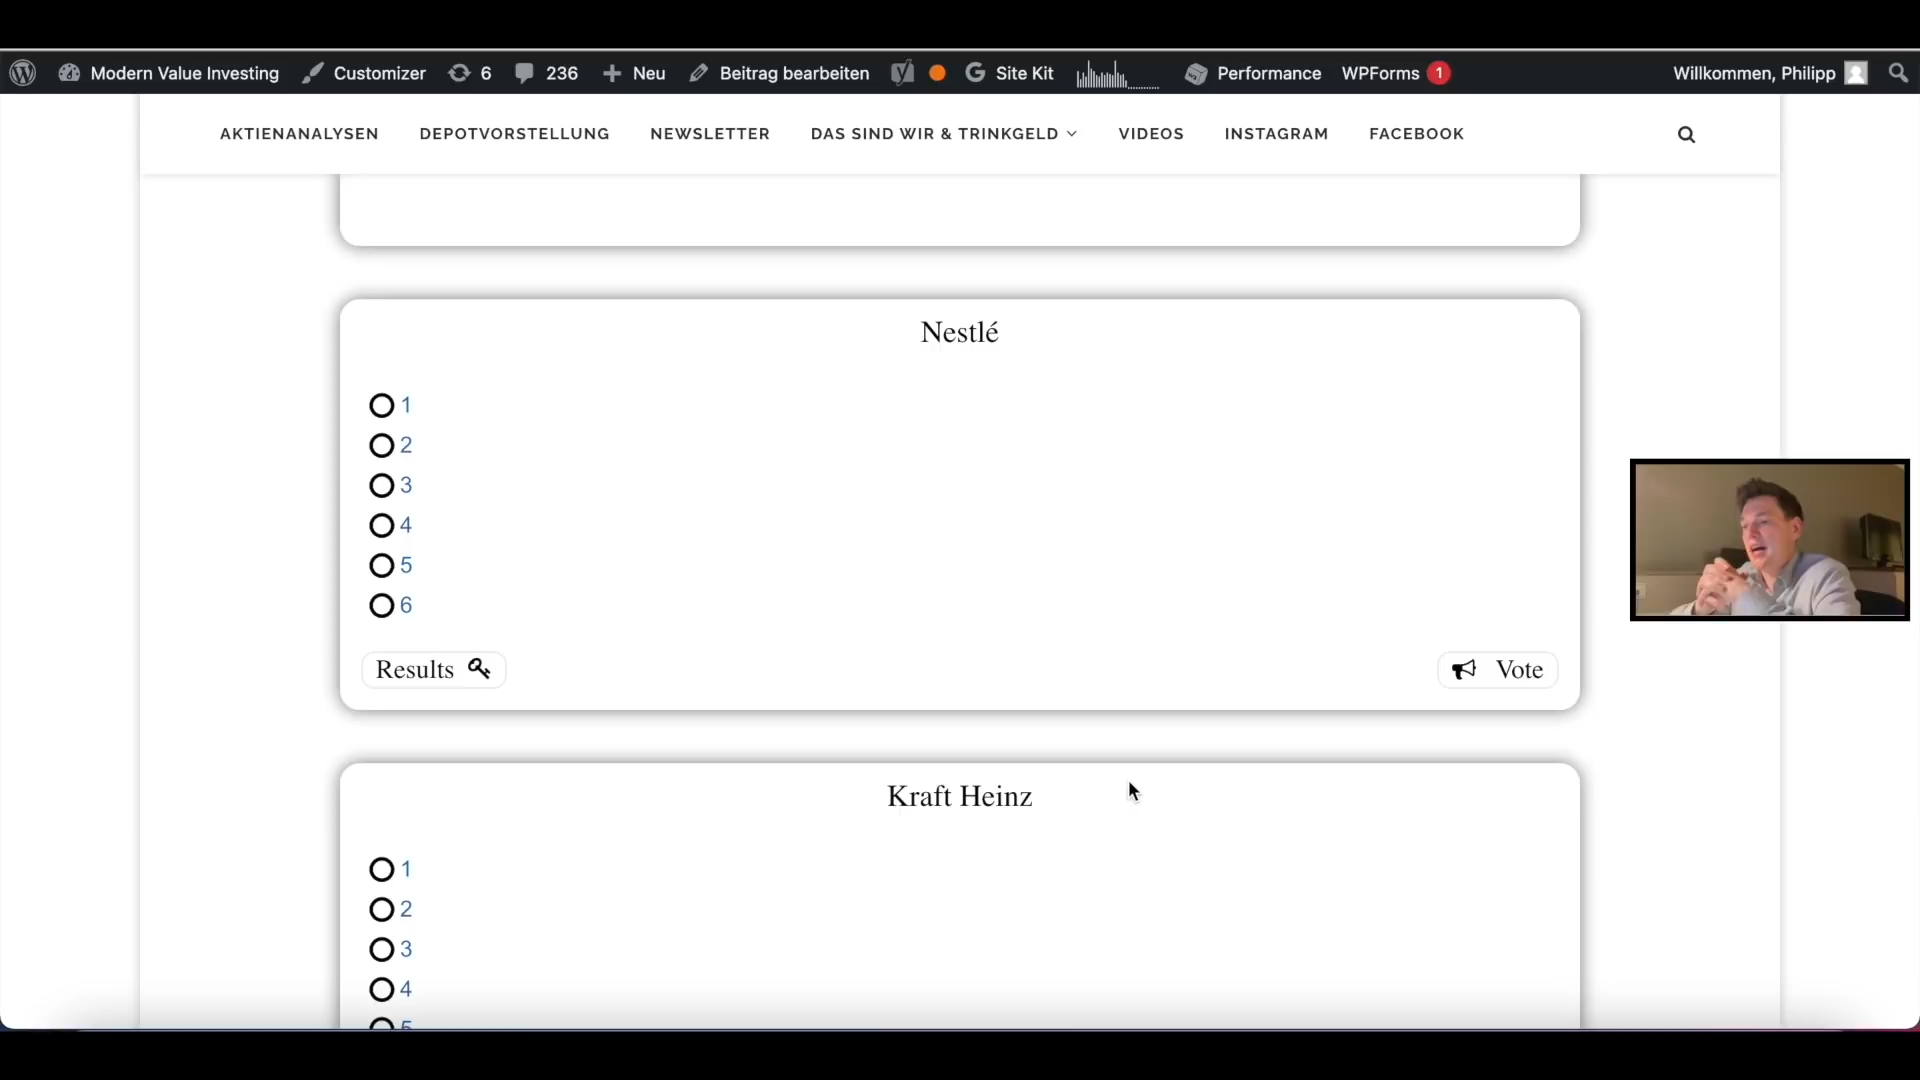 Modern Value Investing Customizer 6 236 Neu Beitrag bearbeiten Site Kit Performance WPForms 1 Willkommen, Philipp
AKTIENANALYSEN DEPOTVORSTELLUNG NEWSLETTER DAS SIND WIR & TRINKGELD VIDEOS INSTAGRAM FACEBOOK
Nestlé
1
2
3
4
5
6
Results Vote
Kraft Heinz
1
2
3
4
5